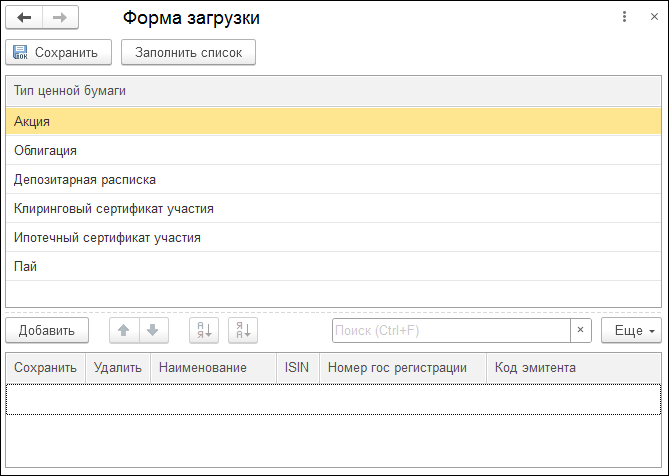 Форма загрузки
Сохранить Заполнить список
Тип ценной бумаги
Акция
Облигация
Депозитарная расписка
Клиринговый сертификат участия
Ипотечный сертификат участия
Пай
Добавить А Я Я А Поиск (Ctrl+F) × Еще
Сохранить Удалить Наименование ISIN Номер гос регистрации Код эмитента